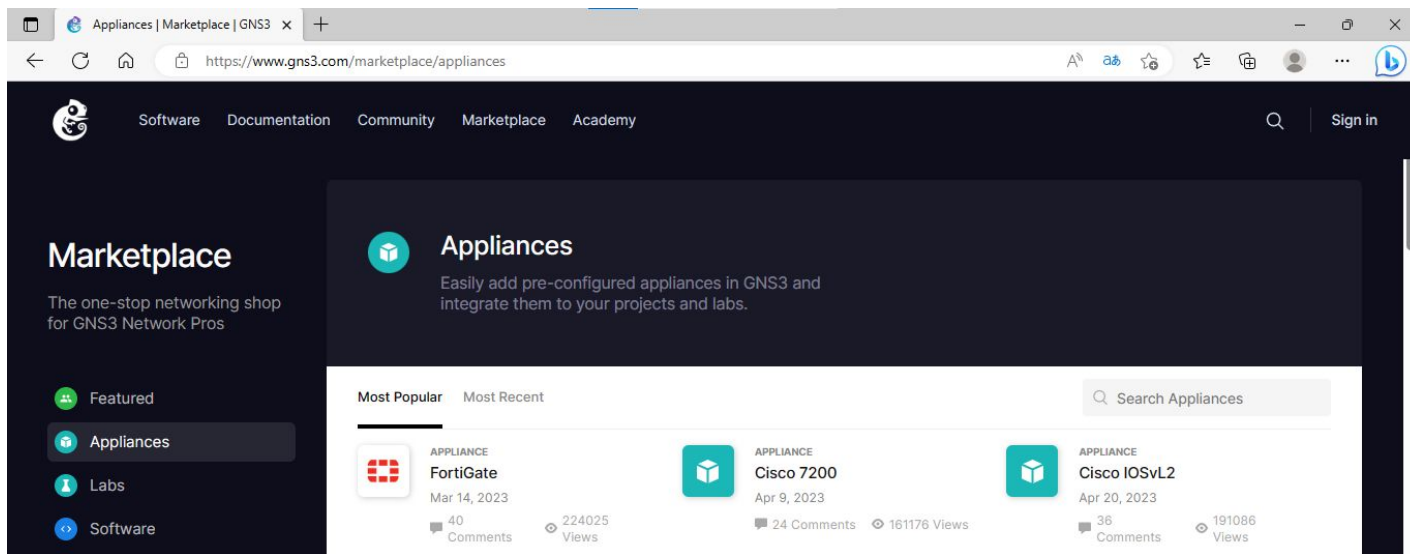 Appliances | Marketplace | GNS3
https://www.gns3.com/marketplace/appliances
Software Documentation Community Marketplace Academy Sign in
Marketplace
The one-stop networking shop
for GNS3 Network Pros
Featured
Appliances
Labs
Software
Appliances
Easily add pre-configured appliances in GNS3 and
integrate them to your projects and labs.
Most Popular Most Recent Search Appliances
APPLIANCE
FortiGate
Mar 14, 2023
40
Comments
224025
Views
APPLIANCE
Cisco 7200
Apr 9, 2023
24 Comments 161176 Views
APPLIANCE
Cisco IOSvL2
Apr 20, 2023
36
Comments
191086
Views